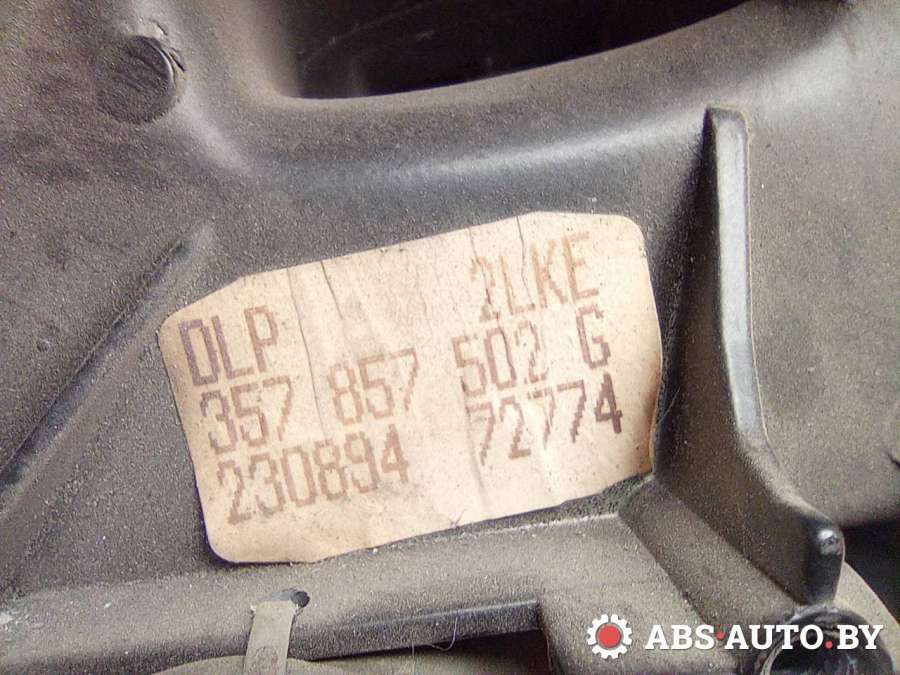 DLP 2LKE
357 857 502 G
230894 72774
ABS-AUTO.BY